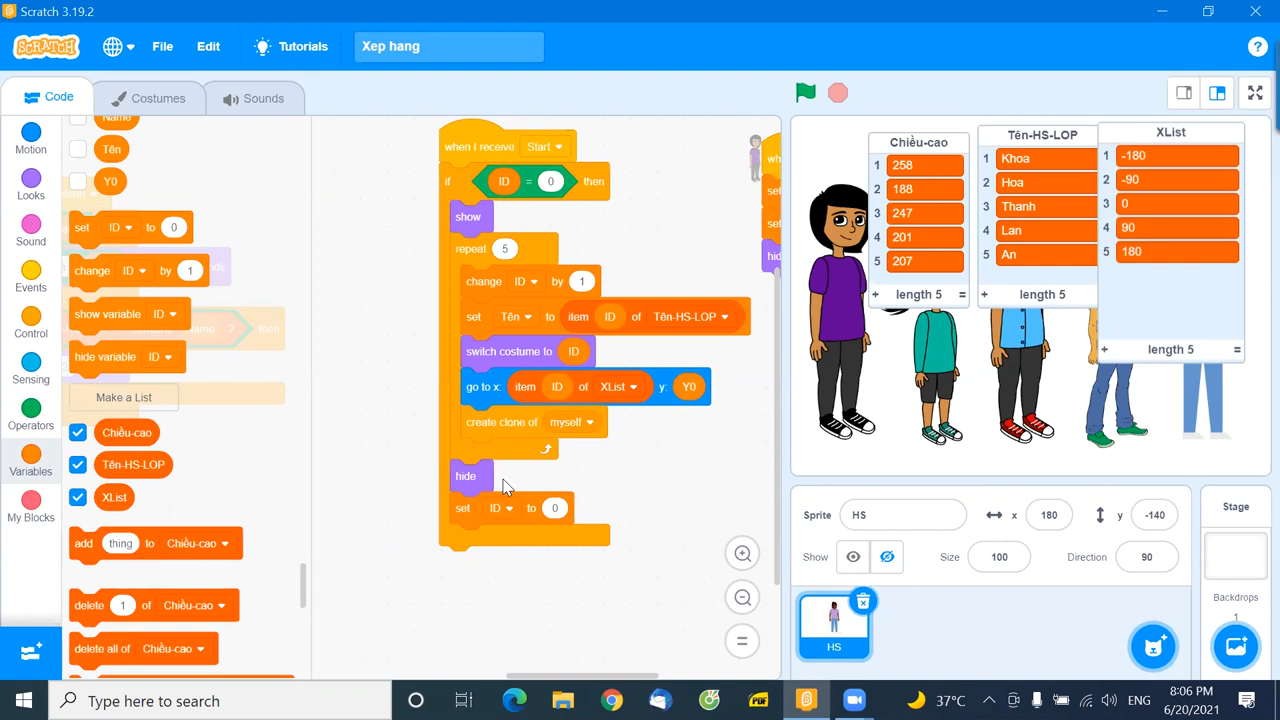 Scratch 3.19.2
SCRATCH
File
Edit
Tutorials
Xep hang
?
Code
Costumes
Sounds
Motion
Looks
Sound
Events
Control
Sensing
Operators
Variables
My Blocks
Name
Tên
Y0
set ID to 0
change ID by 1
show variable ID
hide variable ID
Make a List
Chiều-cao
Tên-HS-LOP
XList
add thing to Chiều-cao
delete 1 of Chiều-cao
delete all of Chiều-cao
when I receive Start
if ID = 0 then
show
repeat 5
change ID by 1
set Tên to item ID of Tên-HS-LOP
switch costume to ID
go to x: item ID of XList y: Y0
create clone of myself
hide
set ID to 0
set
set
hid
Chiều-cao
1 258
2 188
3 247
4 201
5 207
+ length 5 =
Tên-HS-LOP
1 Khoa
2 Hoa
3 Thanh
4 Lan
5 An
+ length 5
XList
1 -180
2 -90
3 0
4 90
5 180
+ length 5 =
Sprite HS x 180 y -140
Show Size 100 Direction 90
HS
Stage
Backdrops
1
Type here to search
PDF
37°C
ENG
8:06 PM
6/20/2021